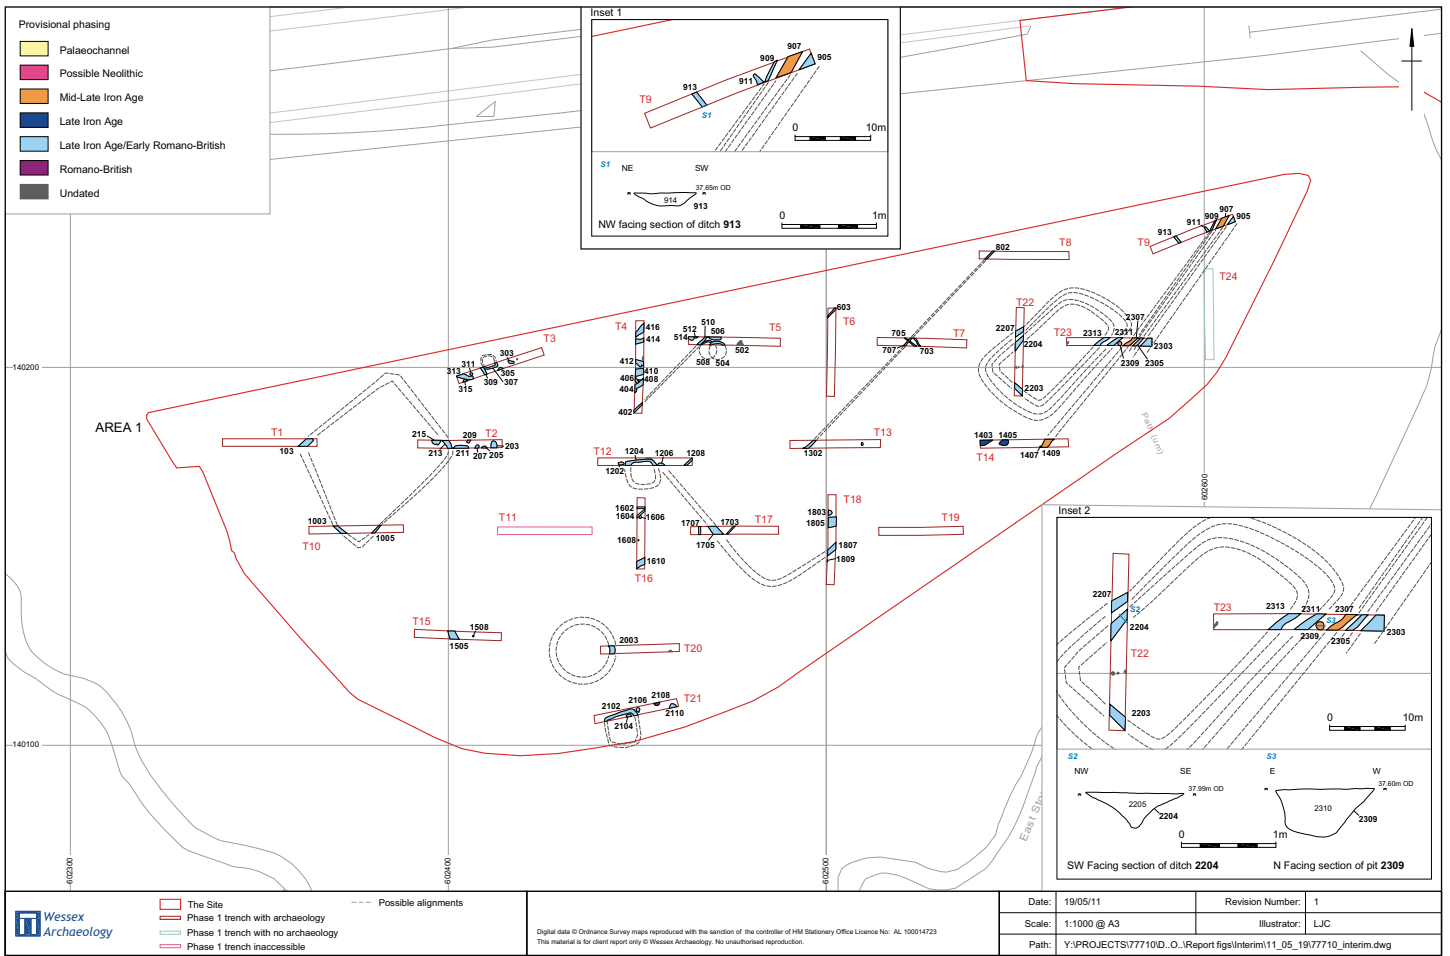 Provisional phasing
Palaeochannel
Possible Neolithic
Mid-Late Iron Age
Late Iron Age
Late Iron Age/Early Romano-British
Romano-British
Undated
Inset 1
907
909
905
911
913
T9
S1
0 10m
S1 NE SW
37.65m OD
914
913
0 1m
NW facing section of ditch 913
AREA 1
140200
140100
602300
602400
602500
602600
Path (um)
T1
103
T2
215
209
213
211
207
205
203
T3
303
311
313
315
309
305
307
T4
416
414
412
410
406
408
404
402
T5
510
512
514
506
508
504
502
T6
603
T7
705
707
703
T8
802
T9
907
909
905
911
913
T24
T22
2207
2204
2203
T23
2313
2311
2307
2303
2309
2305
T10
1003
1005
T11
T12
1204
1206
1208
1202
T13
1302
T14
1403
1405
1407
1409
T15
1508
1505
T16
1602
1604
1606
1608
1610
T17
1707
1703
1705
T18
1803
1805
1807
1809
T19
T20
2003
T21
2102
2106
2108
2104
2110
Inset 2
2207
S2
2204
T22
2203
T23
2313
2311
2307
S3
2309
2305
2303
0 10m
S2
NW SE
37.99m OD
2205
2204
S3
E W
37.60m OD
2310
2309
0 1m
SW Facing section of ditch 2204
N Facing section of pit 2309
Wessex
Archaeology
The Site
Phase 1 trench with archaeology
Phase 1 trench with no archaeology
Phase 1 trench inaccessible
Possible alignments
Digital data © Ordnance Survey maps reproduced with the sanction of the controller of HM Stationery Office Licence No: AL 100014723
This material is for client report only © Wessex Archaeology. No unauthorised reproduction.
Date: 19/05/11 Revision Number: 1
Scale: 1:1000 @ A3 Illustrator: LJC
Path: Y:\PROJECTS\77710\D..O..\Report figs\Interim\11_05_19\77710_interim.dwg